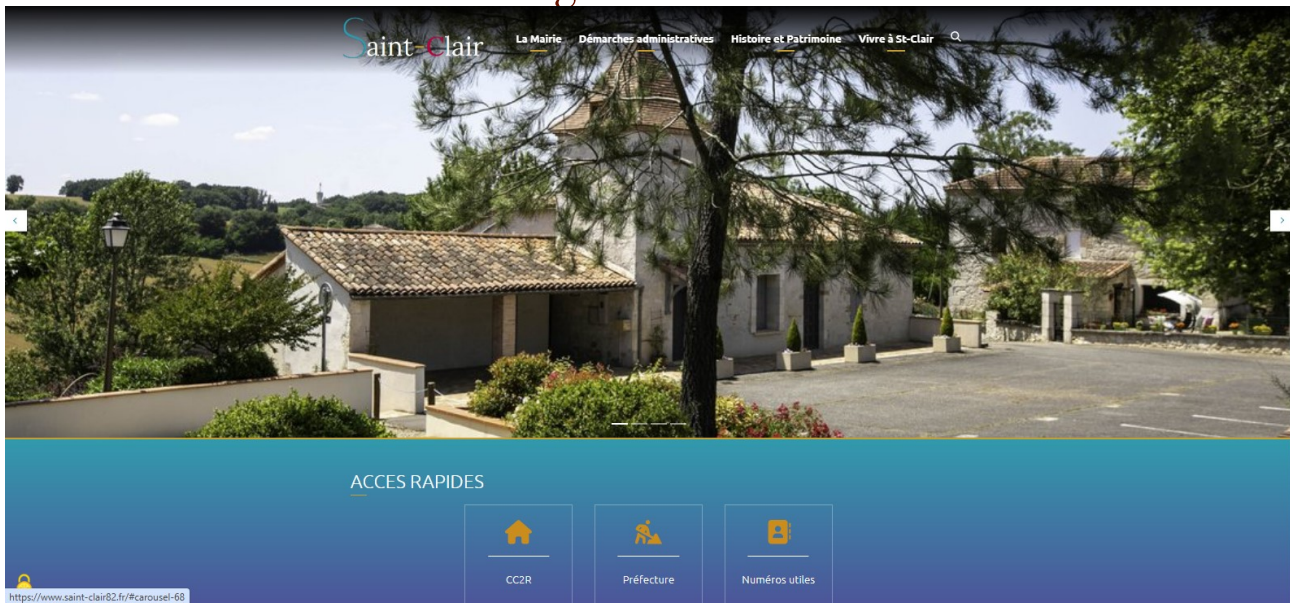 Saint-Clair
La Mairie Démarches administratives Histoire et Patrimoine Vivre à St-Clair
ACCES RAPIDES
CC2R Préfecture Numéros utiles
https://www.saint-clair82.fr/#carousel-68